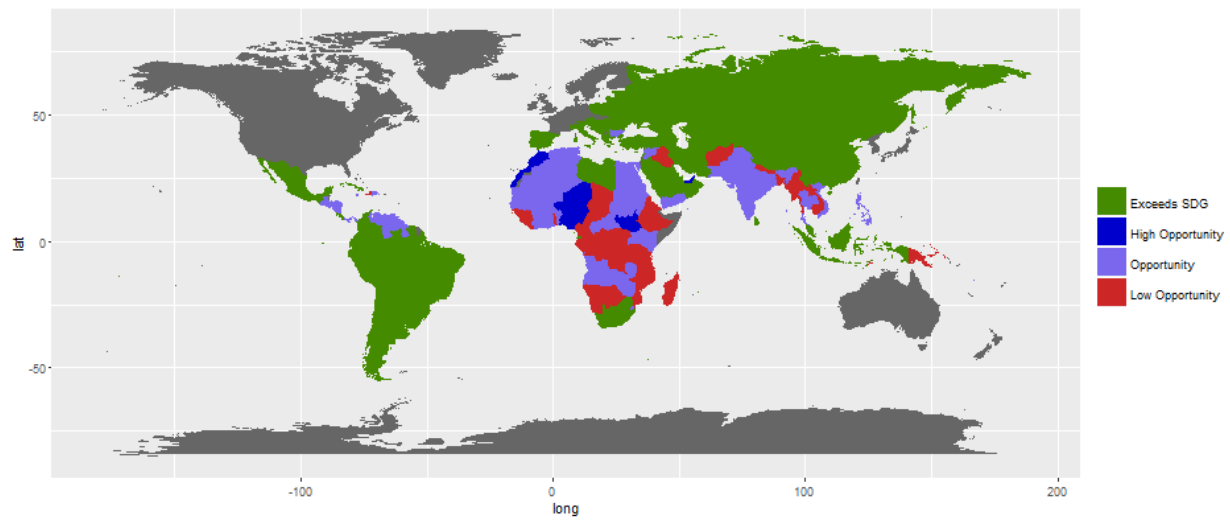 50
0
-50
lat
-100
0
100
200
long
Exceeds SDG
High Opportunity
Opportunity
Low Opportunity